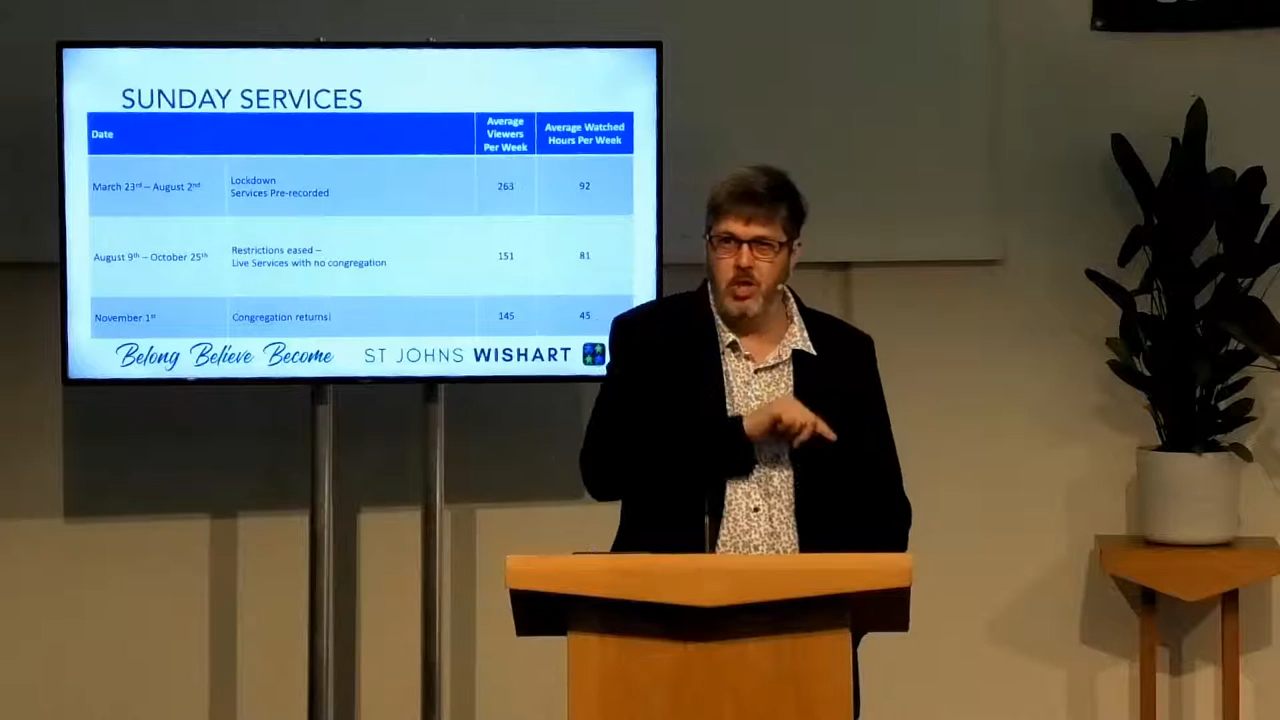 SUNDAY SERVICES
Date
Average Viewers Per Week
Average Watched Hours Per Week
March 23rd – August 2nd
Lockdown
Services Pre-recorded
263
92
August 9th – October 25th
Restrictions eased –
Live Services with no congregation
151
81
November 1st
Congregation returns!
145
45
Belong Believe Become
ST JOHNS WISHART